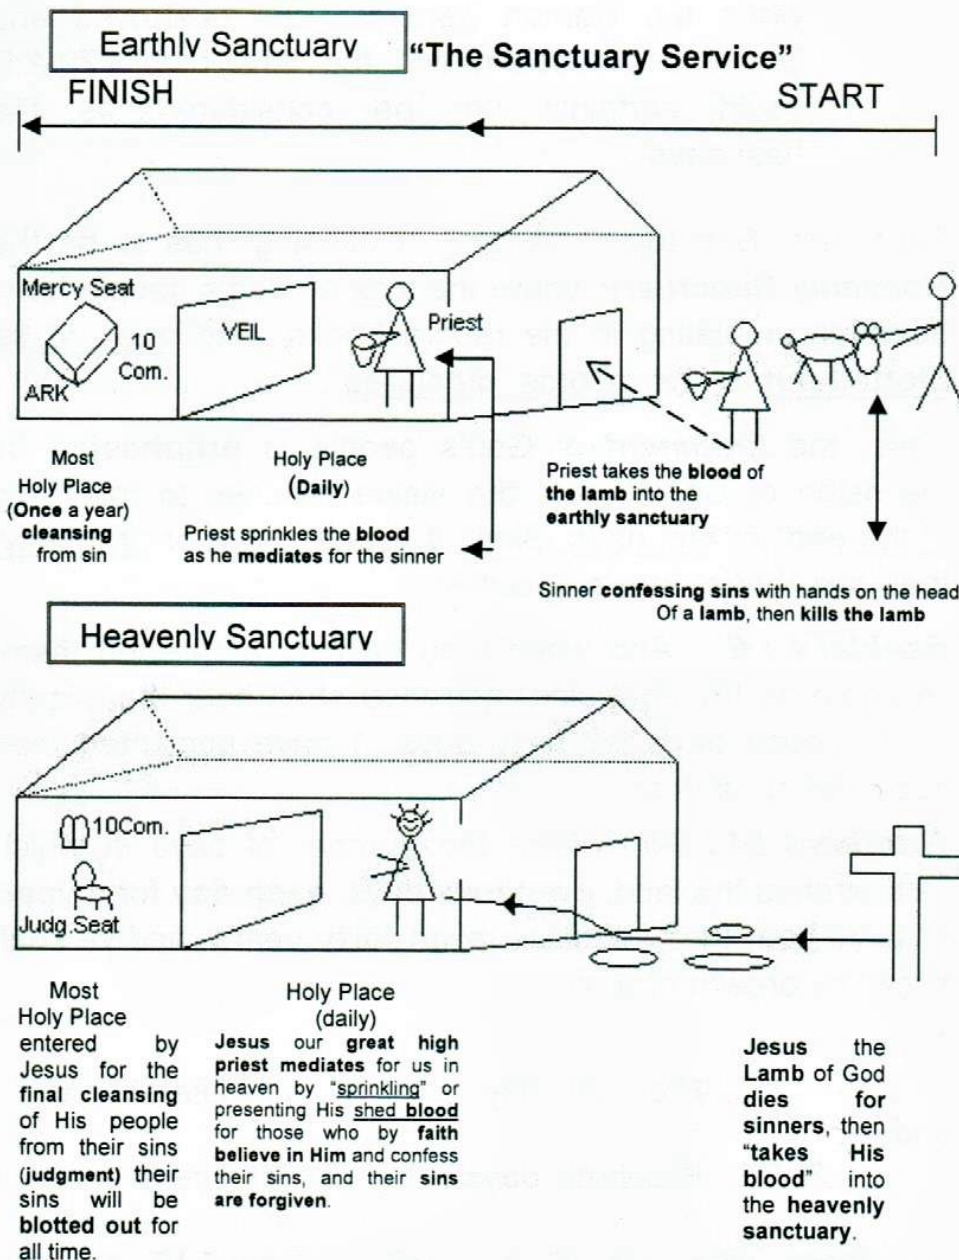 Earthly Sanctuary
"The Sanctuary Service"
FINISH
START
Mercy Seat
10
Com.
ARK
VEIL
Priest
Most
Holy Place
(Once a year)
cleansing
from sin
Holy Place
(Daily)
Priest sprinkles the blood
as he mediates for the sinner
Priest takes the blood of
the lamb into the
earthly sanctuary
Sinner confessing sins with hands on the head
Of a lamb, then kills the lamb
Heavenly Sanctuary
10Com.
Judg.Seat
Most
Holy Place
entered by
Jesus for the
final cleansing
of His people
from their sins
(judgment) their
sins will be
blotted out for
all time.
Holy Place
(daily)
Jesus our great high
priest mediates for us in
heaven by "sprinkling" or
presenting His shed blood
for those who by faith
believe in Him and confess
their sins, and their sins
are forgiven.
Jesus the
Lamb of God
dies for
sinners, then
"takes His
blood" into
the heavenly
sanctuary.